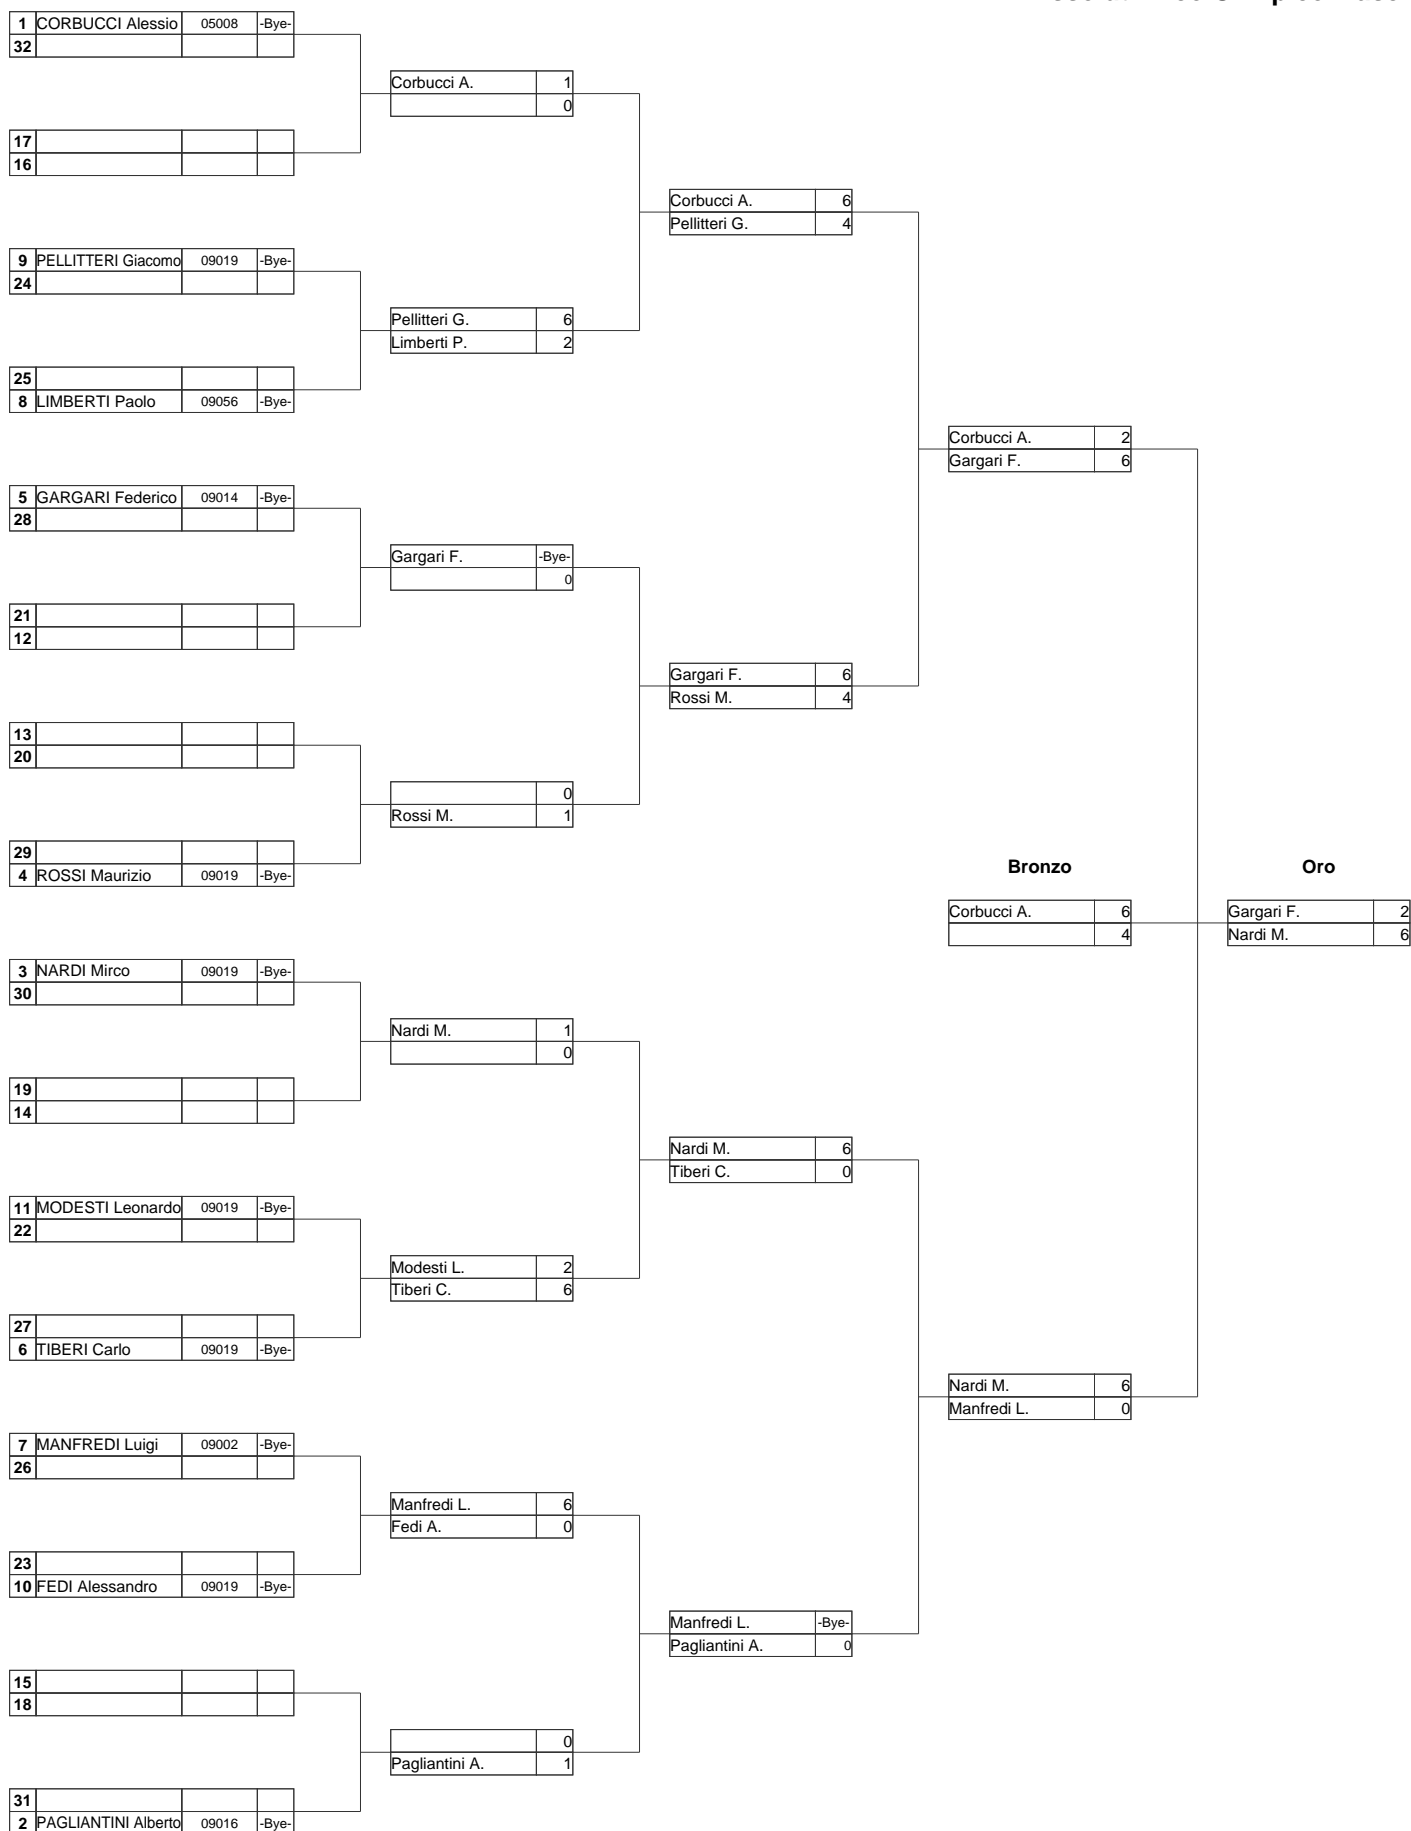 1 CORBUCCI Alessio 05008 -Bye-
32
Corbucci A. 1
0
17
16
Corbucci A. 6
Pellitteri G. 4
9 PELLITTERI Giacomo 09019 -Bye-
24
Pellitteri G. 6
Limberti P. 2
25
8 LIMBERTI Paolo 09056 -Bye-
Corbucci A. 2
Gargari F. 6
5 GARGARI Federico 09014 -Bye-
28
Gargari F. -Bye-
0
21
12
Gargari F. 6
Rossi M. 4
13
20
0
Rossi M. 1
29
4 ROSSI Maurizio 09019 -Bye-
Bronzo Oro
Corbucci A. 6 Gargari F. 2
4 Nardi M. 6
3 NARDI Mirco 09019 -Bye-
30
Nardi M. 1
0
19
14
Nardi M. 6
Tiberi C. 0
11 MODESTI Leonardo 09019 -Bye-
22
Modesti L. 2
Tiberi C. 6
27
6 TIBERI Carlo 09019 -Bye-
Nardi M. 6
Manfredi L. 0
7 MANFREDI Luigi 09002 -Bye-
26
Manfredi L. 6
Fedi A. 0
23
10 FEDI Alessandro 09019 -Bye-
Manfredi L. -Bye-
Pagliantini A. 0
15
18
0
Pagliantini A. 1
31
2 PAGLIANTINI Alberto 09016 -Bye-